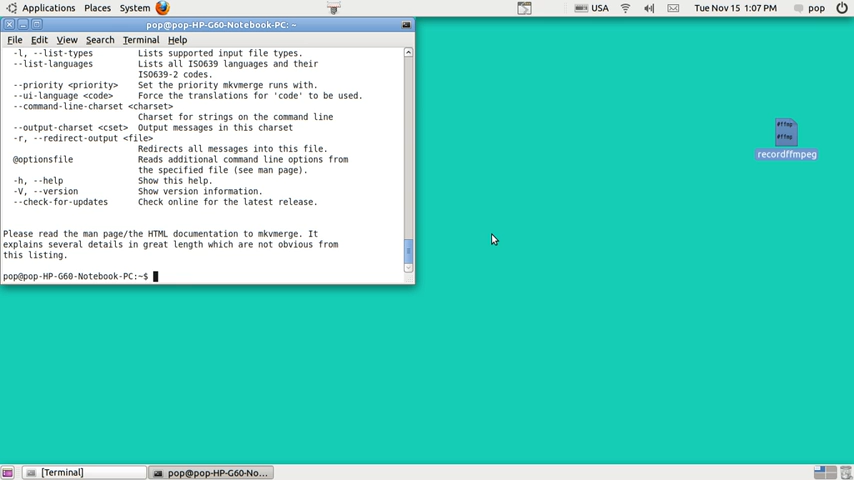 Applications Places System
USA
Tue Nov 15 1:07 PM
pop
pop@pop-HP-G60-Notebook-PC: ~
File Edit View Search Terminal Help
-l, --list-types Lists supported input file types.
--list-languages Lists all ISO639 languages and their
ISO639-2 codes.
--priority <priority> Set the priority mkvmerge runs with.
--ui-language <code> Force the translations for 'code' to be used.
--command-line-charset <charset>
Charset for strings on the command line
--output-charset <cset> Output messages in this charset
-r, --redirect-output <file>
Redirects all messages into this file.
@optionsfile Reads additional command line options from
the specified file (see man page).
-h, --help Show this help.
-V, --version Show version information.
--check-for-updates Check online for the latest release.
Please read the man page/the HTML documentation to mkvmerge. It
explains several details in great length which are not obvious from
this listing.
pop@pop-HP-G60-Notebook-PC:~$
#ffmp
#ffmp
recordffmpeg
[Terminal]
pop@pop-HP-G60-No...